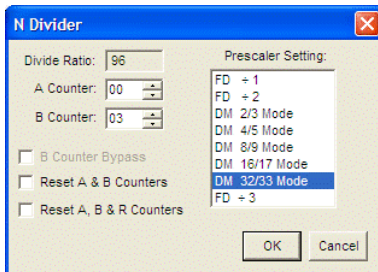 N Divider
Divide Ratio: 96
A Counter: 00
B Counter: 03
B Counter Bypass
Reset A & B Counters
Reset A, B & R Counters
Prescaler Setting:
FD ÷ 1
FD ÷ 2
DM 2/3 Mode
DM 4/5 Mode
DM 8/9 Mode
DM 16/17 Mode
DM 32/33 Mode
FD ÷ 3
OK
Cancel